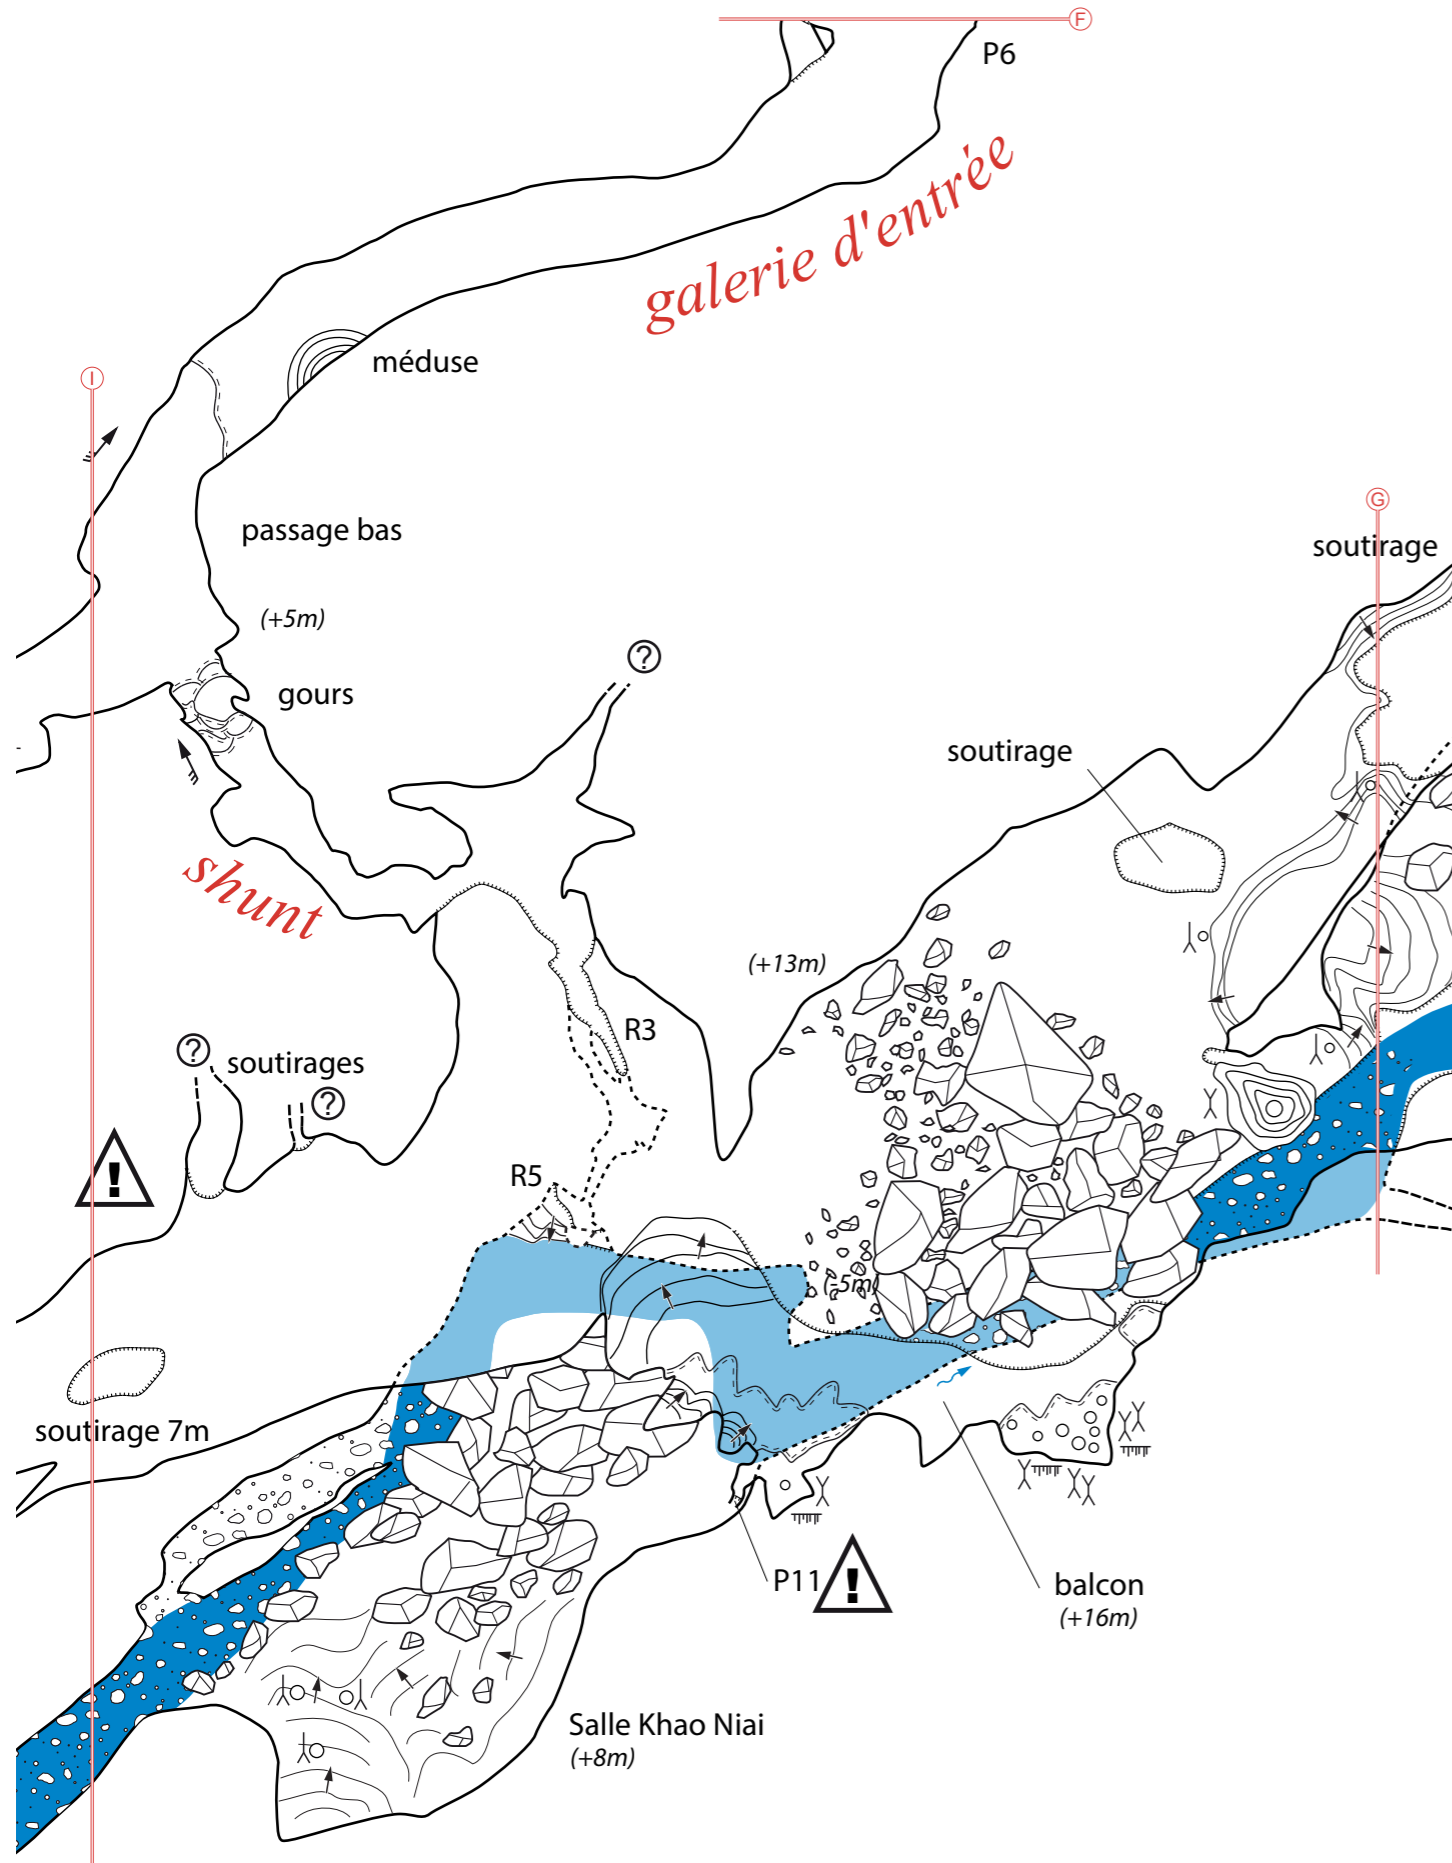 F
P6
galerie d'entrée
méduse
I
passage bas
G
soutirage
(+5m)
?
gours
soutirage
shunt
(+13m)
R3
?
soutirages
?
!
R5
(-5m)
soutirage 7m
P11
!
balcon
(+16m)
Salle Khao Niai
(+8m)